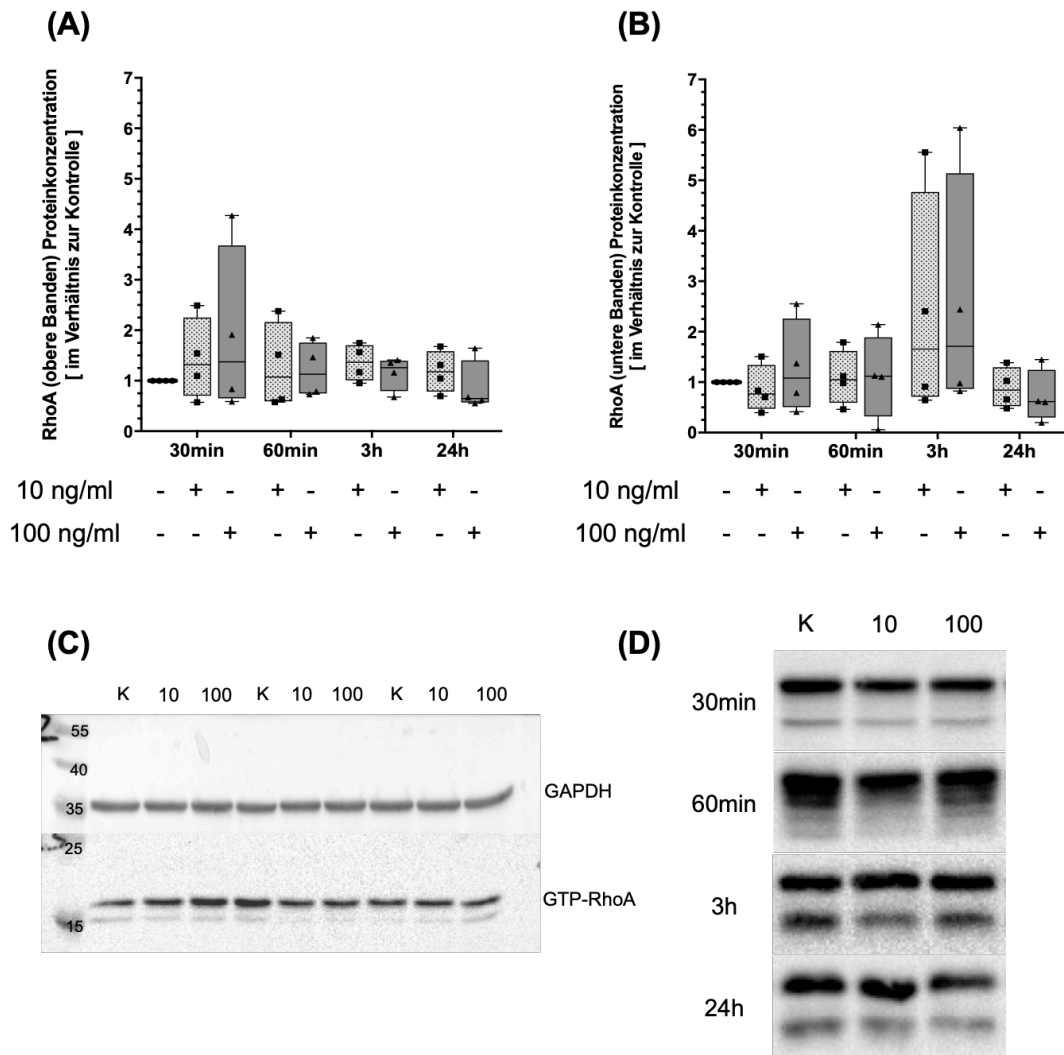 (A)
RhoA (obere Banden) Proteinkonzentration
[ im Verhältnis zur Kontrolle ]
7
6
5
4
3
2
1
0
30min 60min 3h 24h
10 ng/ml - + - + - + - + -
100 ng/ml - - + - + - + - +
(B)
RhoA (untere Banden) Proteinkonzentration
[ im Verhältnis zur Kontrolle ]
7
6
5
4
3
2
1
0
30min 60min 3h 24h
10 ng/ml - + - + - + - + -
100 ng/ml - - + - + - + - +
(C)
K 10 100 K 10 100 K 10 100
55
40
35
GAPDH
25
GTP-RhoA
15
(D)
K 10 100
30min
60min
3h
24h